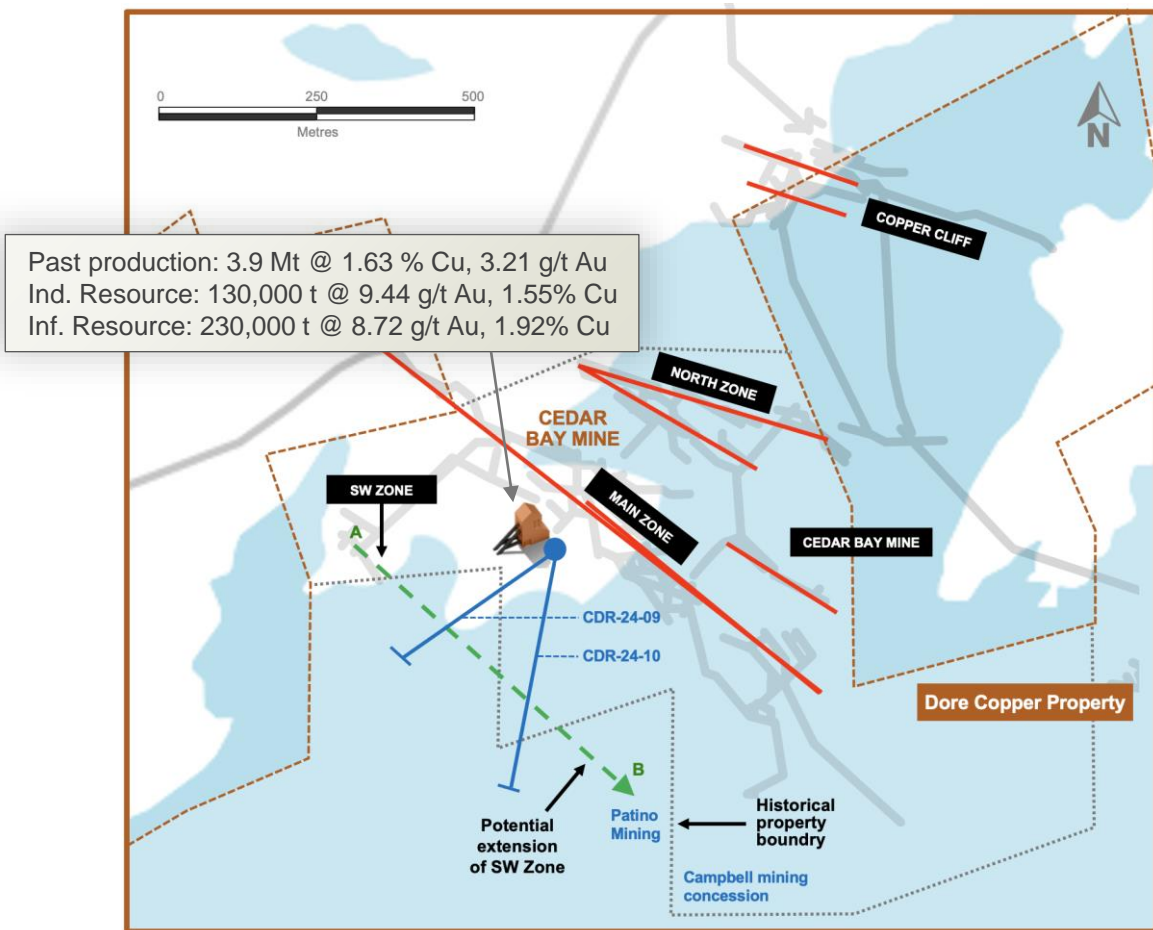 0 250 500
Metres
N
COPPER CLIFF
Past production: 3.9 Mt @ 1.63 % Cu, 3.21 g/t Au
Ind. Resource: 130,000 t @ 9.44 g/t Au, 1.55% Cu
Inf. Resource: 230,000 t @ 8.72 g/t Au, 1.92% Cu
NORTH ZONE
CEDAR
BAY MINE
SW ZONE
MAIN ZONE
A
CEDAR BAY MINE
CDR-24-09
CDR-24-10
Dore Copper Property
B
Potential
extension
of SW Zone
Patino
Mining
Historical
property
boundry
Campbell mining
concession